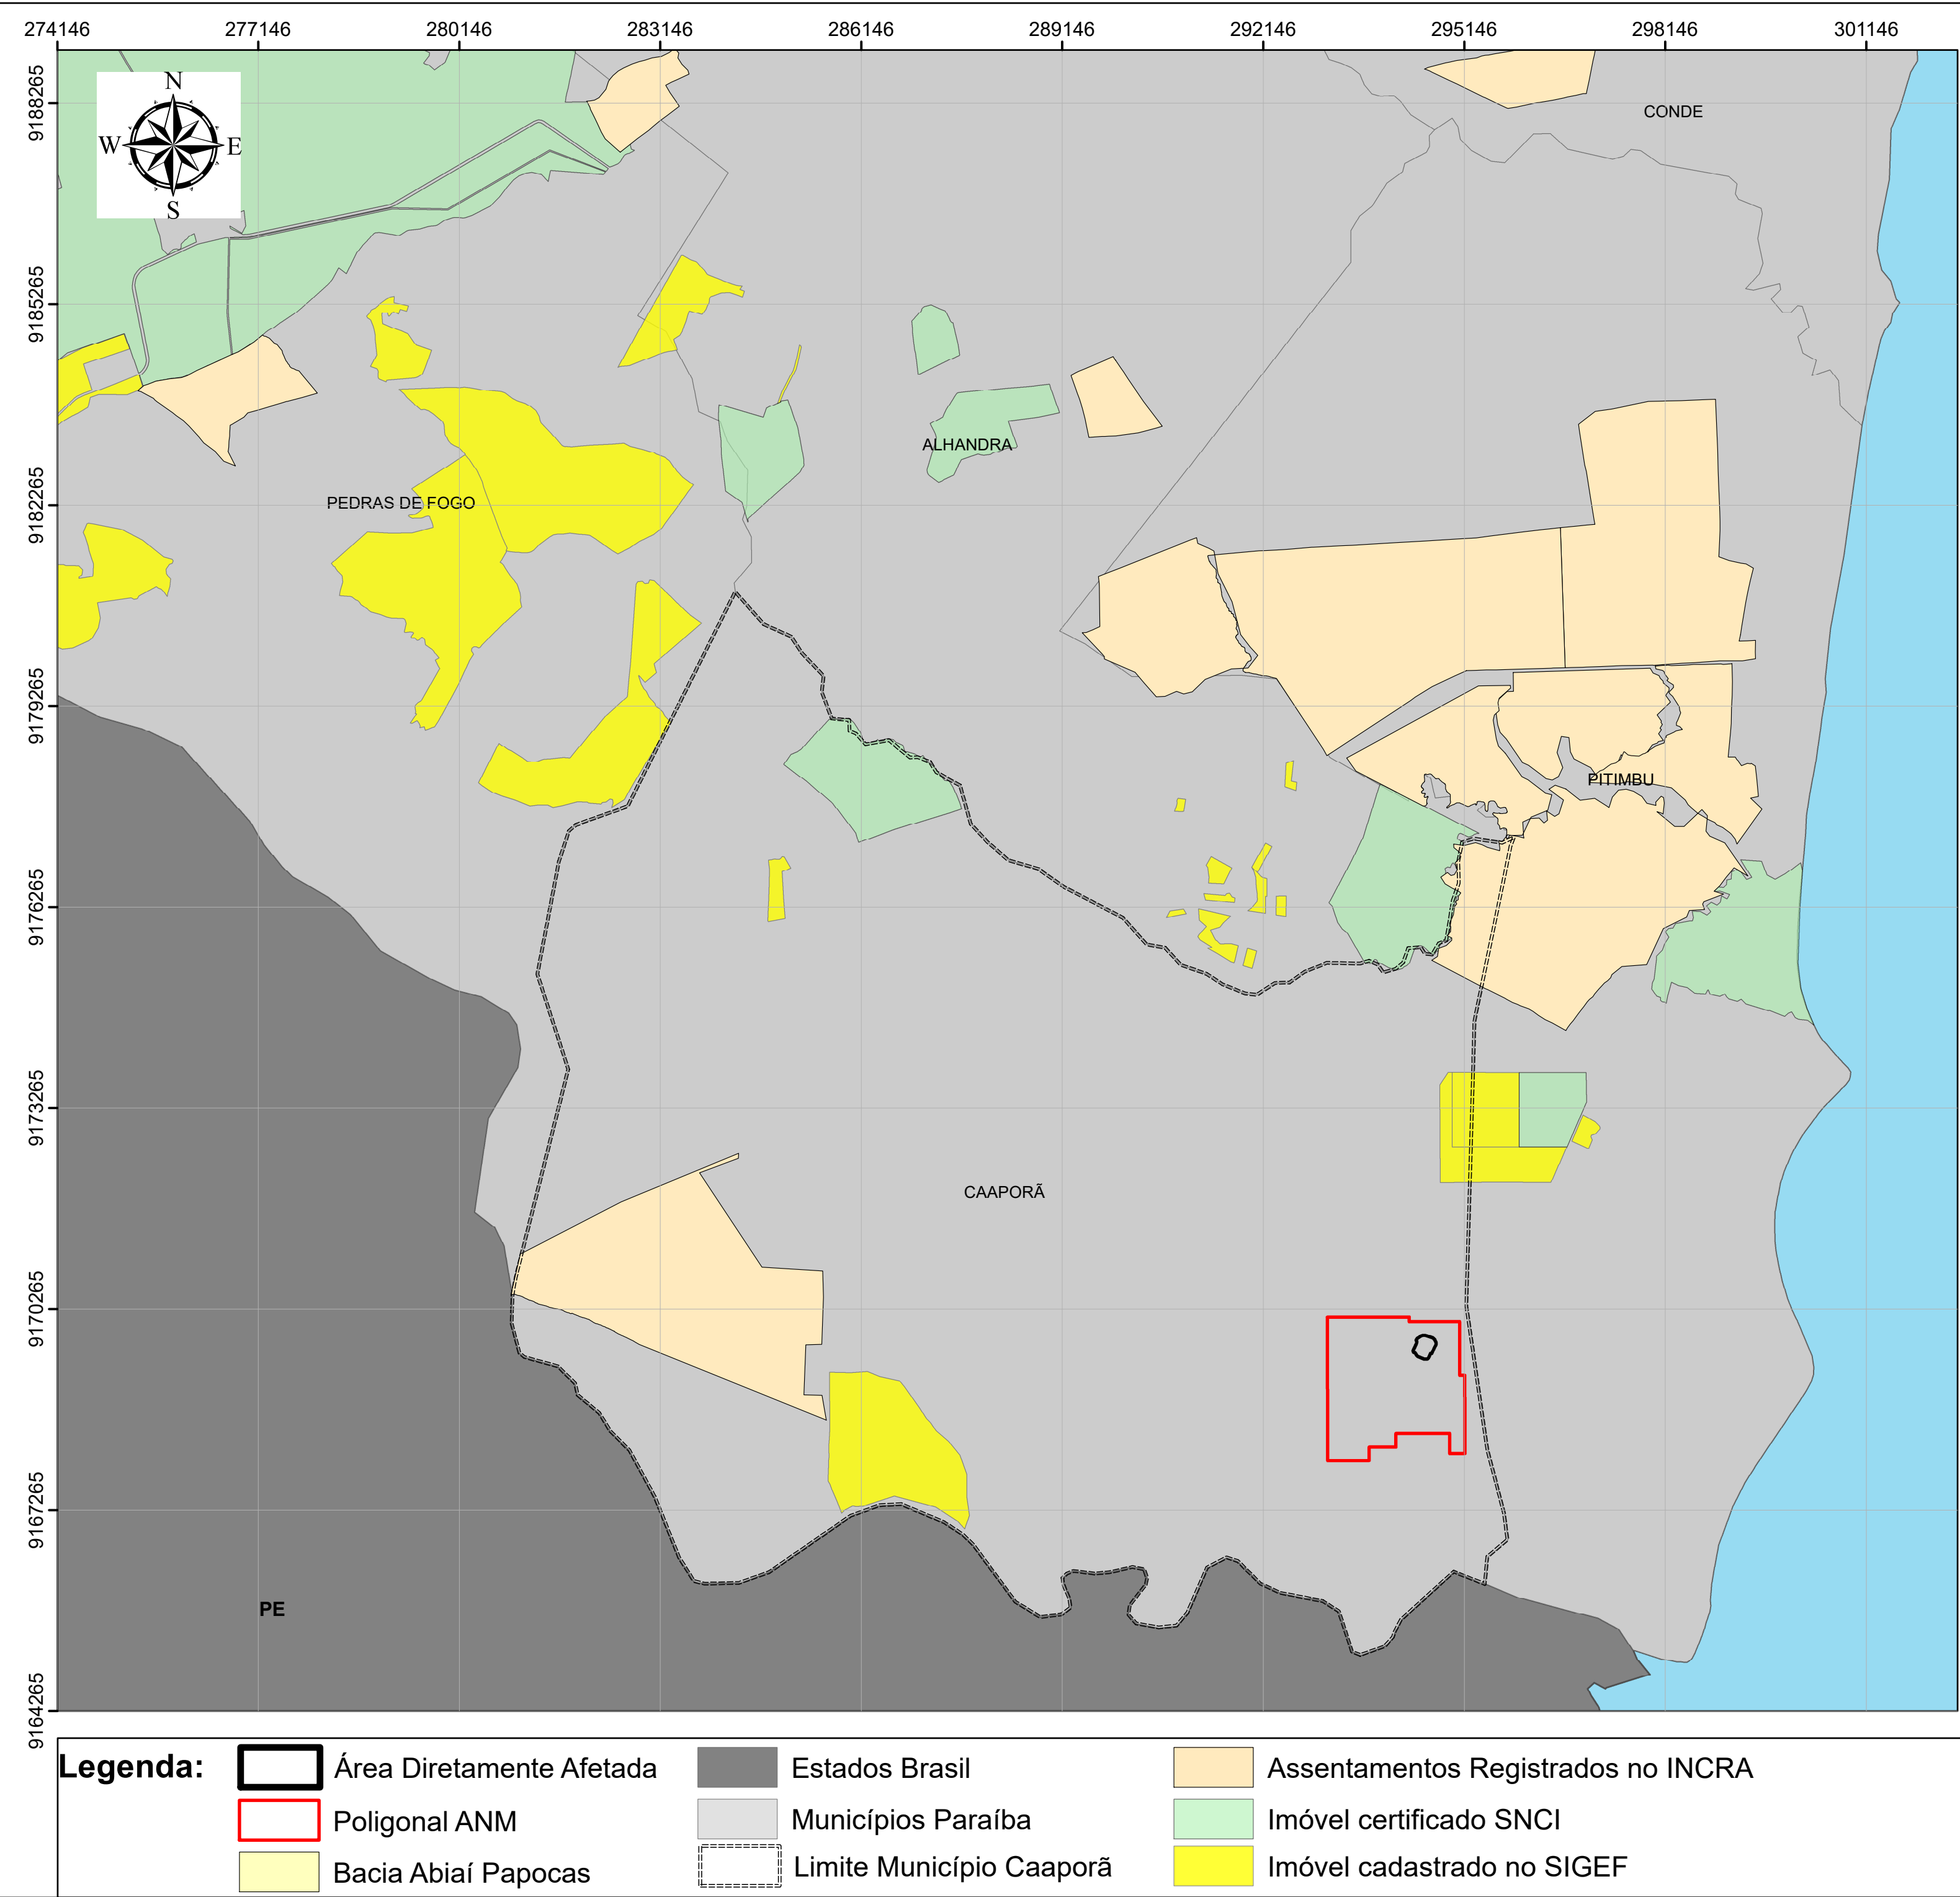 274146 277146 280146 283146 286146 289146 292146 295146 298146 301146
9188265
9185265
9182265
9179265
9176265
9173265
9170265
9167265
9164265
N
W E
S
CONDE
ALHANDRA
PEDRAS DE FOGO
PITIMBU
CAAPORÃ
PE
Legenda:
Área Diretamente Afetada
Poligonal ANM
Bacia Abiaí Papocas
Estados Brasil
Municípios Paraíba
Limite Município Caaporã
Assentamentos Registrados no INCRA
Imóvel certificado SNCI
Imóvel cadastrado no SIGEF